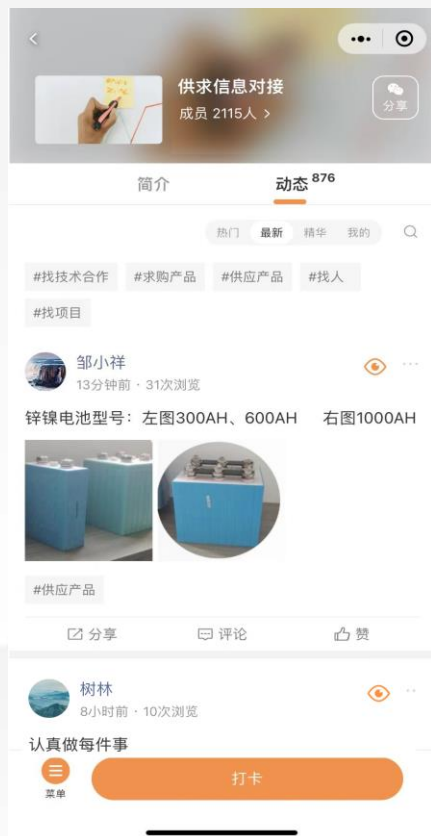 供求信息对接
成员 2115人 >
分享
简介
动态 876
热门 最新 精华 我的
#找技术合作 #求购产品 #供应产品 #找人
#找项目
邹小祥
13分钟前 · 31次浏览
锌镍电池型号：左图300AH、600AH 右图1000AH
#供应产品
分享 评论 赞
树林
8小时前 · 10次浏览
认真做每件事
菜单
打卡